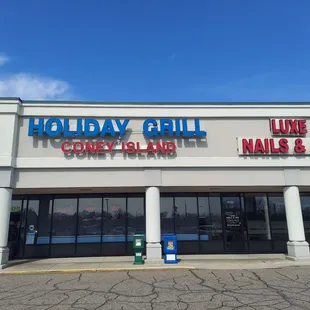 HOLIDAY GRILL
CONEY ISLAND
LUXE
NAILS &